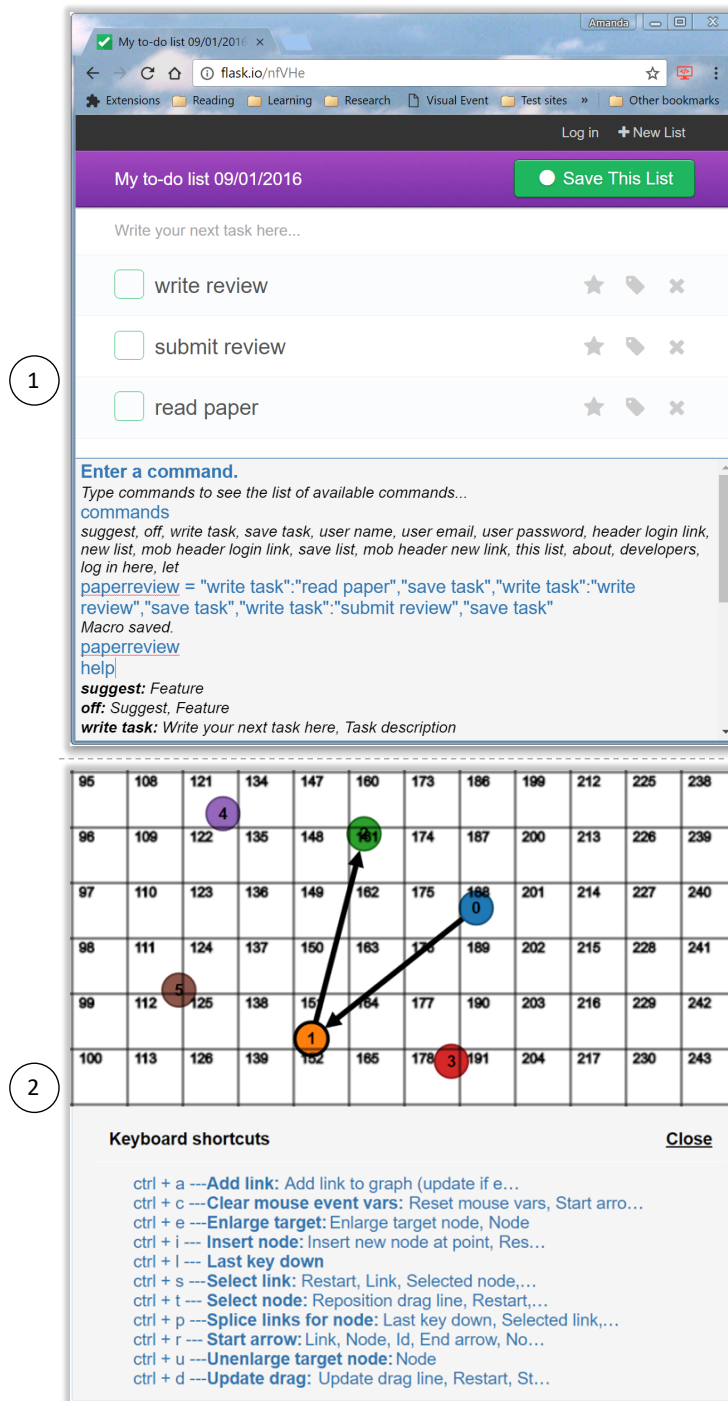 Amanda
My to-do list 09/01/2016
flask.io/nfVHe
Extensions Reading Learning Research Visual Event Test sites » Other bookmarks
Log in + New List
My to-do list 09/01/2016 Save This List
Write your next task here...
write review
submit review
1
read paper
Enter a command.
Type commands to see the list of available commands...
commands
suggest, off, write task, save task, user name, user email, user password, header login link,
new list, mob header login link, save list, mob header new link, this list, about, developers,
log in here, let
paperreview = "write task":"read paper","save task","write task":"write
review","save task","write task":"submit review","save task"
Macro saved.
paperreview
help
suggest: Feature
off: Suggest, Feature
write task: Write your next task here, Task description
95 108 121 134 147 160 173 186 199 212 225 238
4
96 109 122 135 148 161 174 187 200 213 226 239
97 110 123 136 149 162 175 188 201 214 227 240
0
98 111 124 137 150 163 176 189 202 215 228 241
5
99 112 125 138 151 164 177 190 203 216 229 242
1
100 113 126 139 152 165 178 3 191 204 217 230 243
2
Keyboard shortcuts Close
ctrl + a ---Add link: Add link to graph (update if e…
ctrl + c ---Clear mouse event vars: Reset mouse vars, Start arro…
ctrl + e ---Enlarge target: Enlarge target node, Node
ctrl + i --- Insert node: Insert new node at point, Res…
ctrl + l --- Last key down
ctrl + s ---Select link: Restart, Link, Selected node,…
ctrl + t --- Select node: Reposition drag line, Restart,…
ctrl + p ---Splice links for node: Last key down, Selected link,…
ctrl + r --- Start arrow: Link, Node, Id, End arrow, No…
ctrl + u ---Unenlarge target node: Node
ctrl + d ---Update drag: Update drag line, Restart, St…